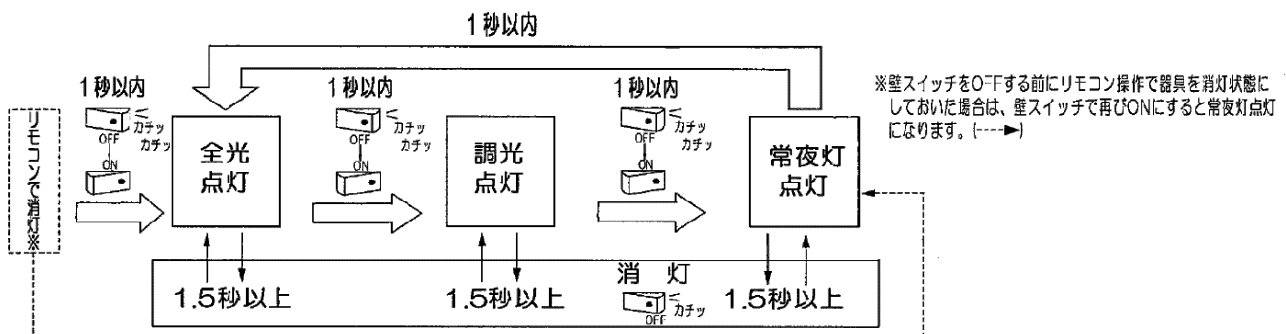 1秒以内
1秒以内
OFF
カチッ
カチッ
ON
全光
点灯
1秒以内
OFF
カチッ
カチッ
ON
調光
点灯
1秒以内
OFF
カチッ
カチッ
ON
常夜灯
点灯
※壁スイッチをOFFする前にリモコン操作で器具を消灯状態に
しておいた場合は、壁スイッチで再びONにすると常夜灯点灯
になります。(----►)
リモコンで消灯※
消 灯
1.5秒以上
1.5秒以上
OFF
カチッ
1.5秒以上